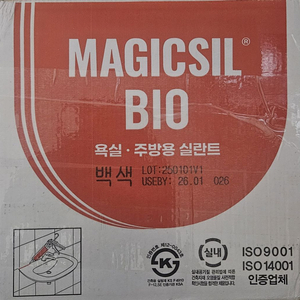 MAGICSIL®
BIO
욕실 · 주방용 실란트
백색 LOT:250101V1
USEBY: 26.01 026
실내
K
ISO9001
ISO14001
인증업체